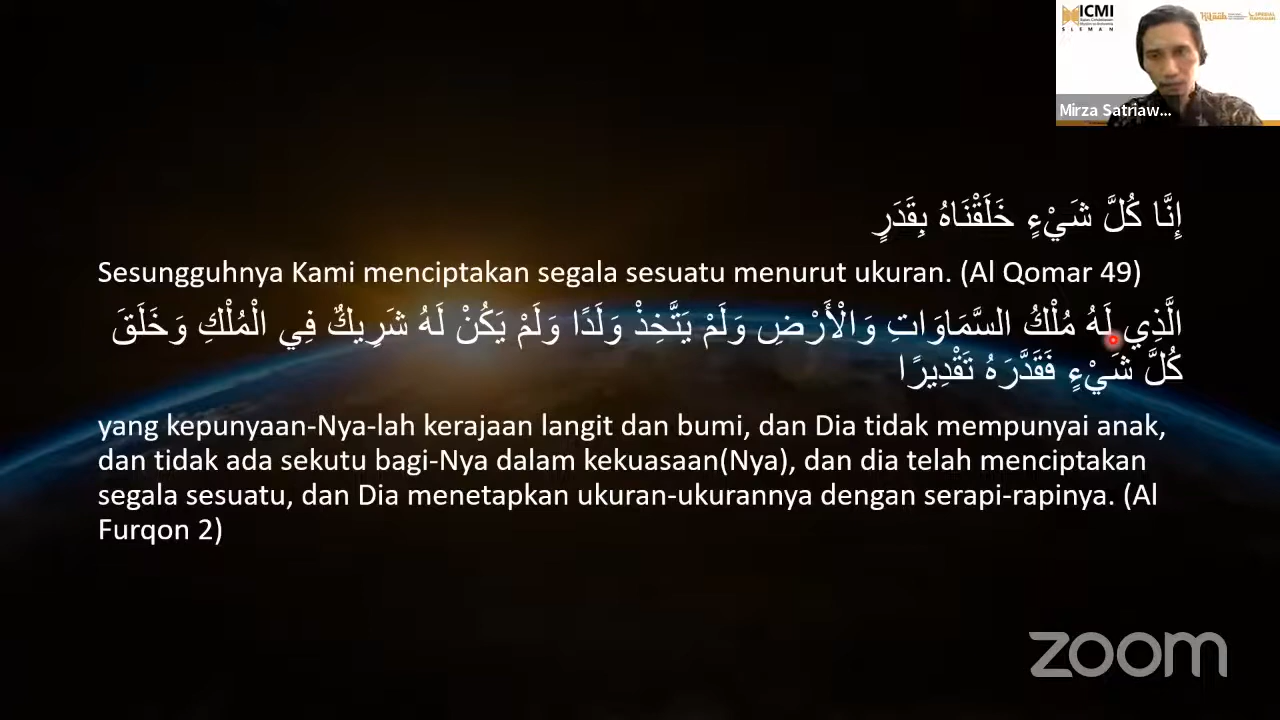 ICMI
SLEMAN
Mirza Satriaw...
إِنَّا كُلَّ شَيْءٍ خَلَقْنَاهُ بِقَدَرٍ
Sesungguhnya Kami menciptakan segala sesuatu menurut ukuran. (Al Qomar 49)
الَّذِي لَهُ مُلْكُ السَّمَاوَاتِ وَالْأَرْضِ وَلَمْ يَتَّخِذْ وَلَدًا وَلَمْ يَكُنْ لَهُ شَرِيكٌ فِي الْمُلْكِ وَخَلَقَ
كُلَّ شَيْءٍ فَقَدَّرَهُ تَقْدِيرًا
yang kepunyaan-Nya-lah kerajaan langit dan bumi, dan Dia tidak mempunyai anak,
dan tidak ada sekutu bagi-Nya dalam kekuasaan(Nya), dan dia telah menciptakan
segala sesuatu, dan Dia menetapkan ukuran-ukurannya dengan serapi-rapinya. (Al
Furqon 2)
zoom